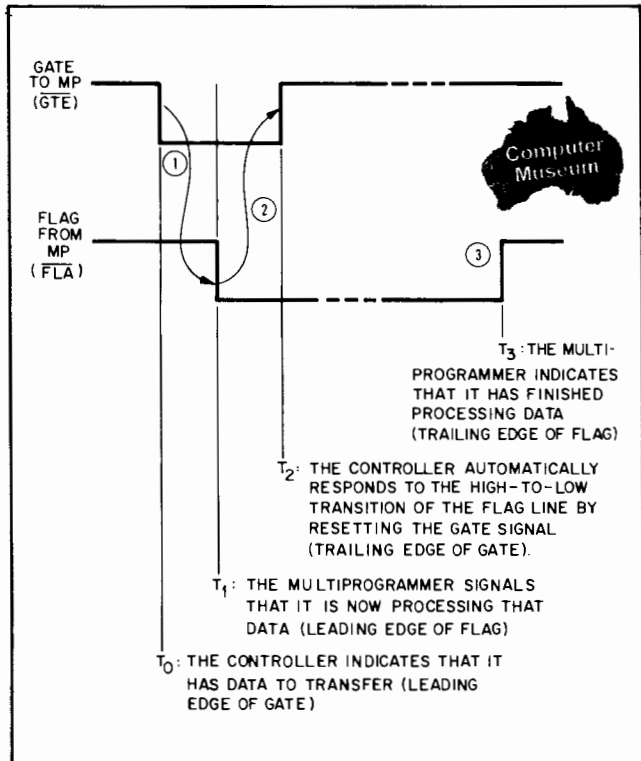 GATE
TO MP
(G̅T̅E̅)
1
2
Computer
Museum
FLAG
FROM
MP
(F̅L̅A̅)
3
T3: THE MULTI-
PROGRAMMER INDICATES
THAT IT HAS FINISHED
PROCESSING DATA
(TRAILING EDGE OF FLAG)
T2: THE CONTROLLER AUTOMATICALLY
RESPONDS TO THE HIGH-TO-LOW
TRANSITION OF THE FLAG LINE BY
RESETTING THE GATE SIGNAL
(TRAILING EDGE OF GATE).
T1: THE MULTIPROGRAMMER SIGNALS
THAT IT IS NOW PROCESSING THAT
DATA (LEADING EDGE OF FLAG)
T0: THE CONTROLLER INDICATES THAT IT
HAS DATA TO TRANSFER (LEADING
EDGE OF GATE)